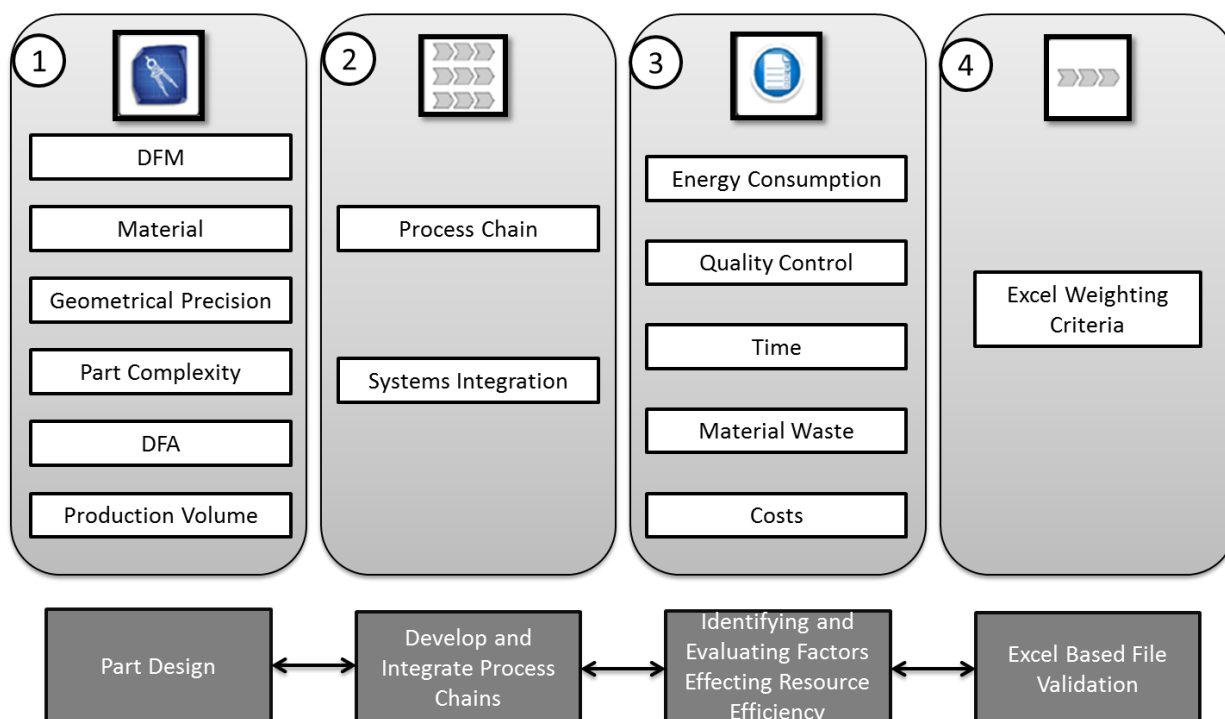 1
DFM
Material
Geometrical Precision
Part Complexity
DFA
Production Volume
2
Process Chain
Systems Integration
3
Energy Consumption
Quality Control
Time
Material Waste
Costs
4
Excel Weighting
Criteria
Part Design
Develop and
Integrate Process
Chains
Identifying and
Evaluating Factors
Effecting Resource
Efficiency
Excel Based File
Validation